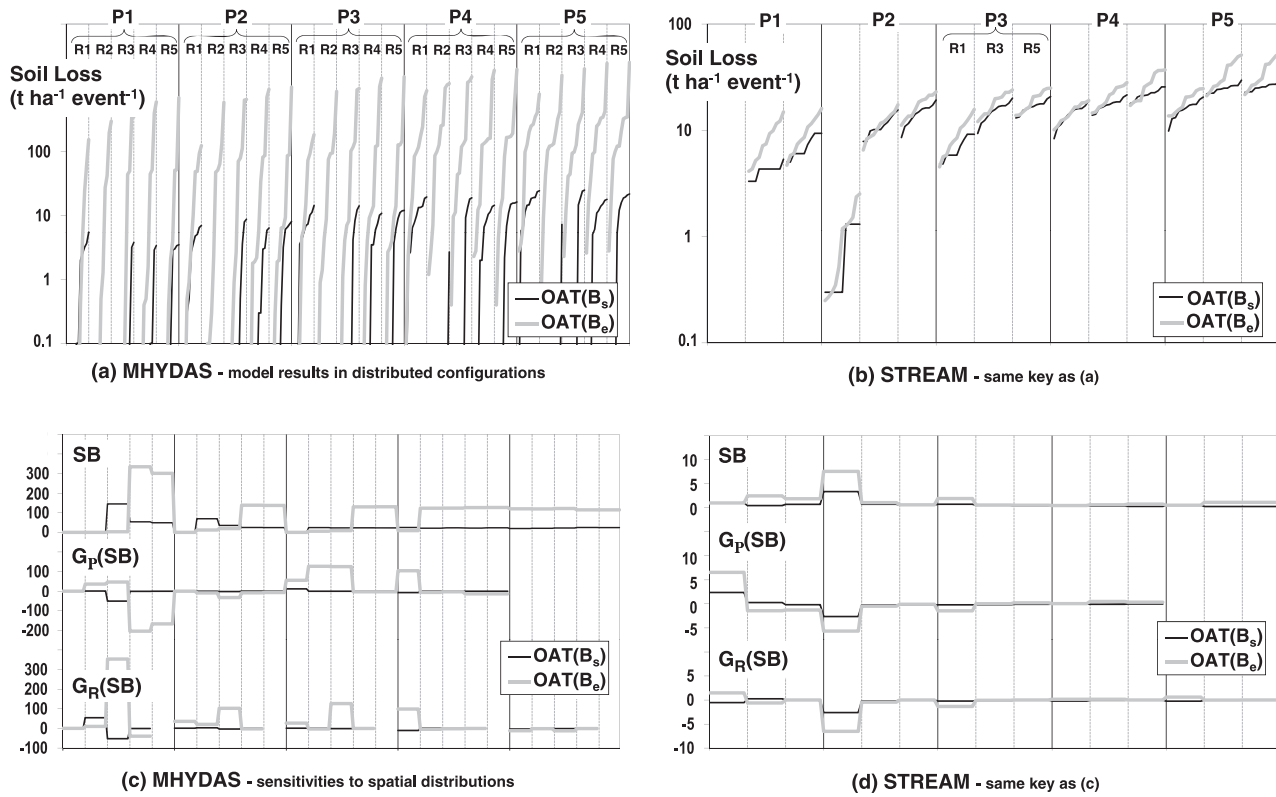 P1 P2 P3 P4 P5
R1 R2 R3 R4 R5 R1 R2 R3 R4 R5 R1 R2 R3 R4 R5 R1 R2 R3 R4 R5 R1 R2 R3 R4 R5
Soil Loss
(t ha⁻¹ event⁻¹)
100
10
1
0.1
OAT(Bs)
OAT(Be)
(a) MHYDAS - model results in distributed configurations
100
P1 P2 P3 P4 P5
R1 R3 R5
Soil Loss
(t ha⁻¹ event⁻¹)
10
1
0.1
OAT(Bs)
OAT(Be)
(b) STREAM - same key as (a)
SB
300
200
100
0
GP(SB)
100
0
-100
-200
GR(SB)
300
200
100
0
-100
OAT(Bs)
OAT(Be)
(c) MHYDAS - sensitivities to spatial distributions
SB
10
5
0
GP(SB)
10
5
0
-5
GR(SB)
5
0
-5
-10
OAT(Bs)
OAT(Be)
(d) STREAM - same key as (c)